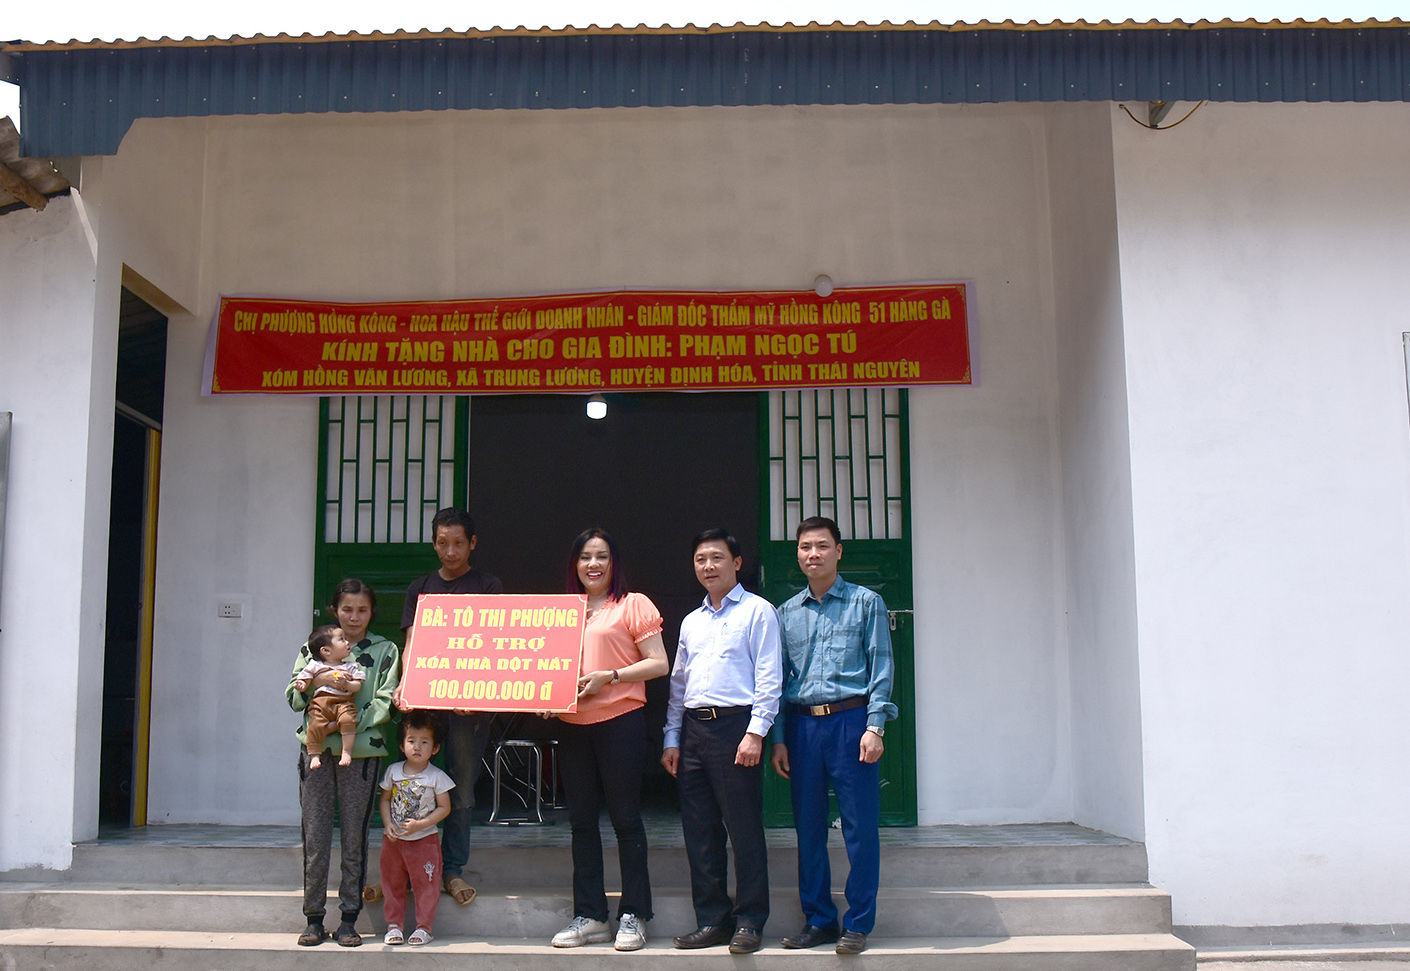 CHỊ PHƯỢNG HỒNG KÔNG - HOA HẬU THẾ GIỚI DOANH NHÂN - GIÁM ĐỐC THẨM MỸ HỒNG KÔNG 51 HÀNG GÀ
KÍNH TẶNG NHÀ CHO GIA ĐÌNH: PHẠM NGỌC TÚ
XÓM HỒNG VĂN LƯƠNG, XÃ TRUNG LƯƠNG, HUYỆN ĐỊNH HÓA, TỈNH THÁI NGUYÊN
BÀ: TÔ THỊ PHƯỢNG
HỖ TRỢ
XÓA NHÀ DỘT NÁT
100.000.000 đ